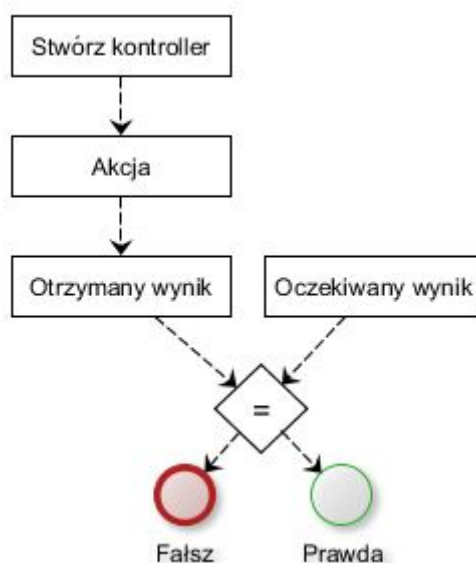 Stwórz kontroller
Akcja
Otrzymany wynik
Oczekiwany wynik
=
Fałsz
Prawda